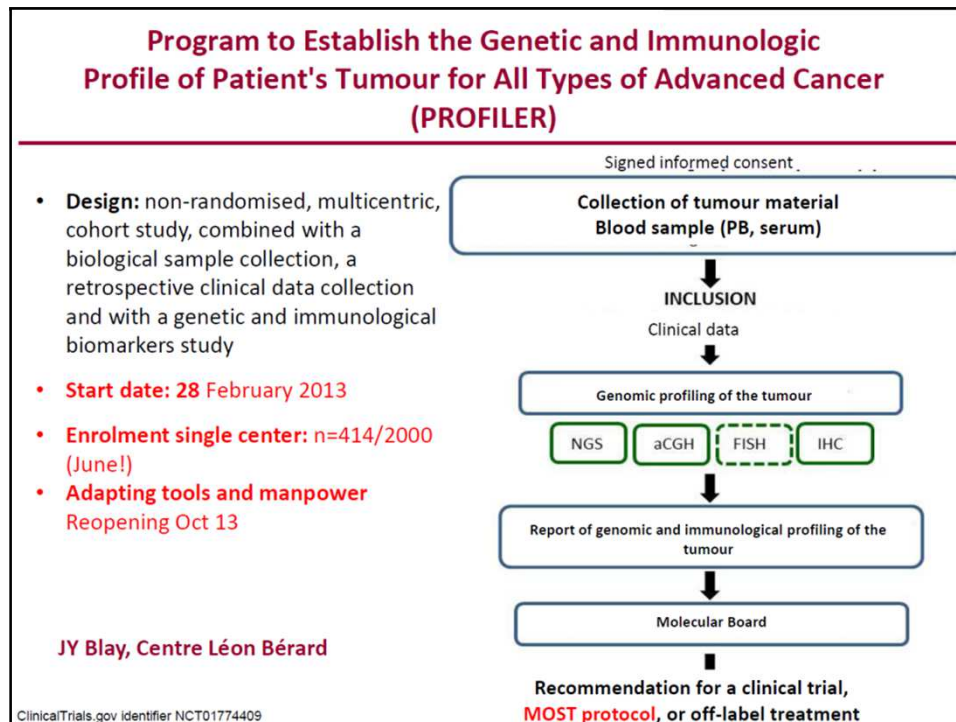 Program to Establish the Genetic and Immunologic
Profile of Patient's Tumour for All Types of Advanced Cancer
(PROFILER)
• Design: non-randomised, multicentric,
cohort study, combined with a
biological sample collection, a
retrospective clinical data collection
and with a genetic and immunological
biomarkers study
• Start date: 28 February 2013
• Enrolment single center: n=414/2000
(June!)
• Adapting tools and manpower
Reopening Oct 13
JY Blay, Centre Léon Bérard
ClinicalTrials.gov identifier NCT01774409
Signed informed consent
Collection of tumour material
Blood sample (PB, serum)
INCLUSION
Clinical data
Genomic profiling of the tumour
NGS aCGH FISH IHC
Report of genomic and immunological profiling of the
tumour
Molecular Board
Recommendation for a clinical trial,
MOST protocol, or off-label treatment